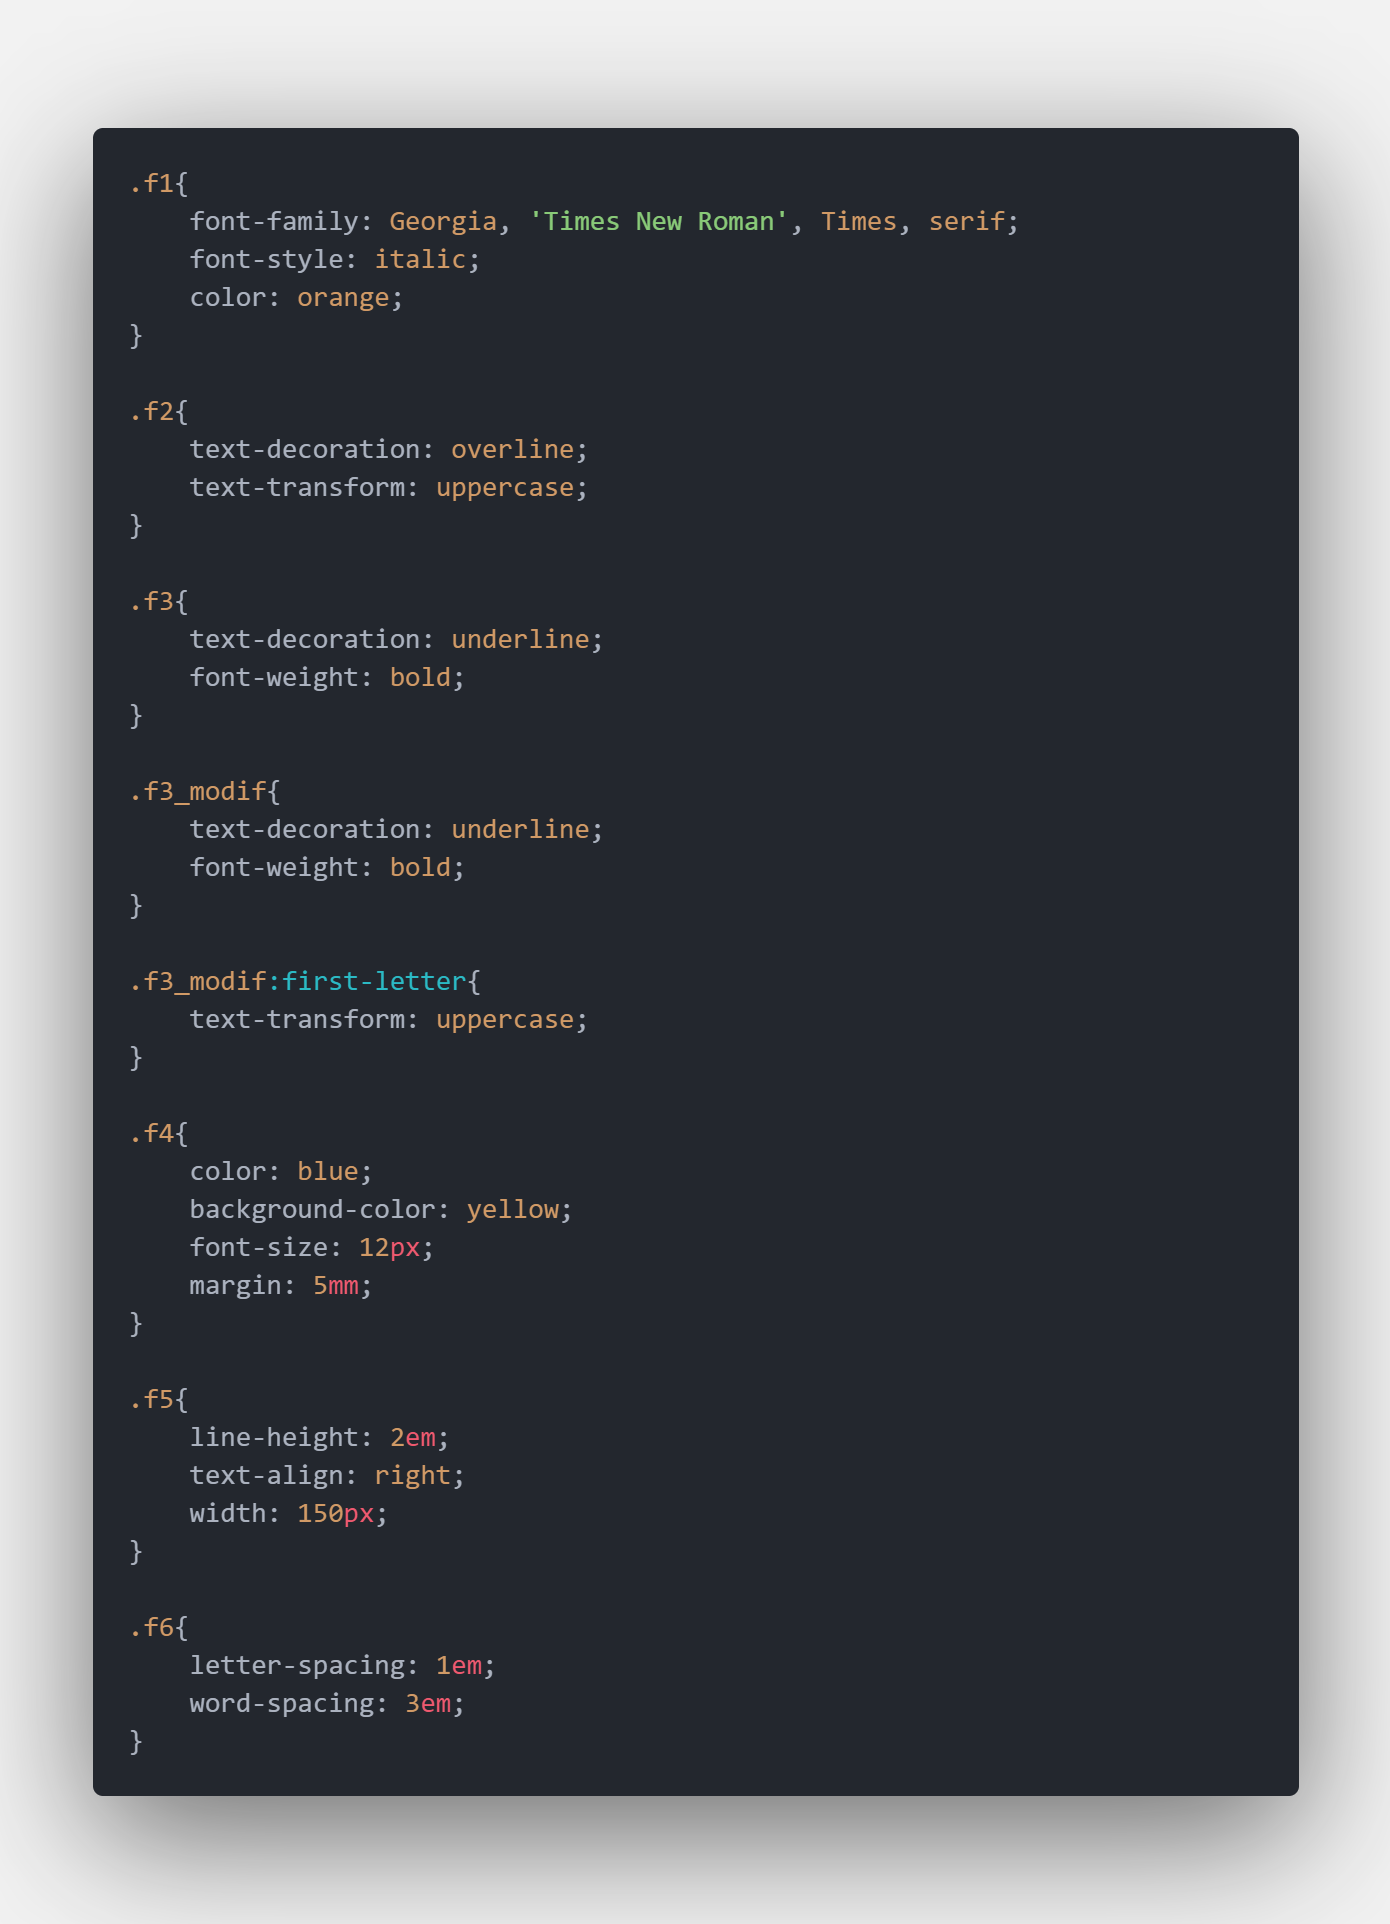 .f1{
    font-family: Georgia, 'Times New Roman', Times, serif;
    font-style: italic;
    color: orange;
}

.f2{
    text-decoration: overline;
    text-transform: uppercase;
}

.f3{
    text-decoration: underline;
    font-weight: bold;
}

.f3_modif{
    text-decoration: underline;
    font-weight: bold;
}

.f3_modif:first-letter{
    text-transform: uppercase;
}

.f4{
    color: blue;
    background-color: yellow;
    font-size: 12px;
    margin: 5mm;
}

.f5{
    line-height: 2em;
    text-align: right;
    width: 150px;
}

.f6{
    letter-spacing: 1em;
    word-spacing: 3em;
}